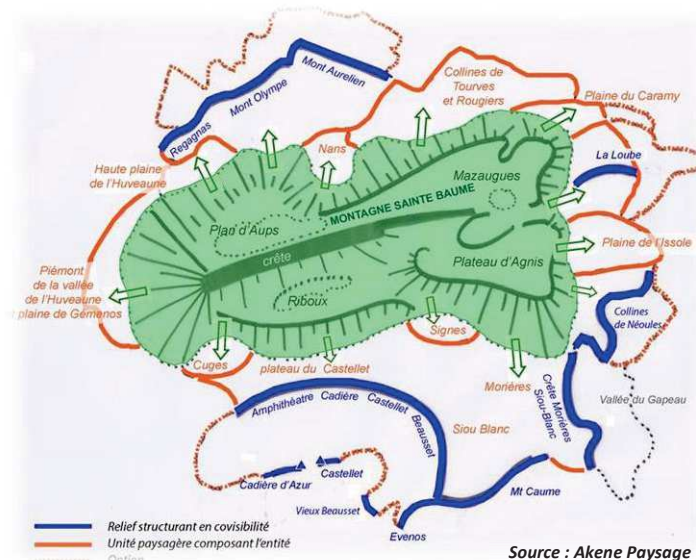 Mont Aurelien
Mont Olympe
Regagnas
Collines de
Tourves
et Rougiers
Plaine du Caramy
Nans
La Loube
Haute plaine
de l'Huveaune
Mazaugues
MONTAGNE SAINTE BAUME
Plan d'Aups
crête
Plaine de l'Issole
Plateau d'Agnis
Piémont
de la vallée
de l'Huveaune
plaine de Gémenos
Riboux
Collines
de Néoules
Signes
Cuges
plateau du Castellet
Morières
Crête Morières
Siou-Blanc
Vallée du Gapeau
Amphithéatre Cadière Castellet Beausset
Siou Blanc
Cadière d'Azur
Castellet
Mt Caume
Vieux Beausset
Evenos
Relief structurant en covisibilité
Unité paysagère composant l'entité
Option
Source : Akene Paysage